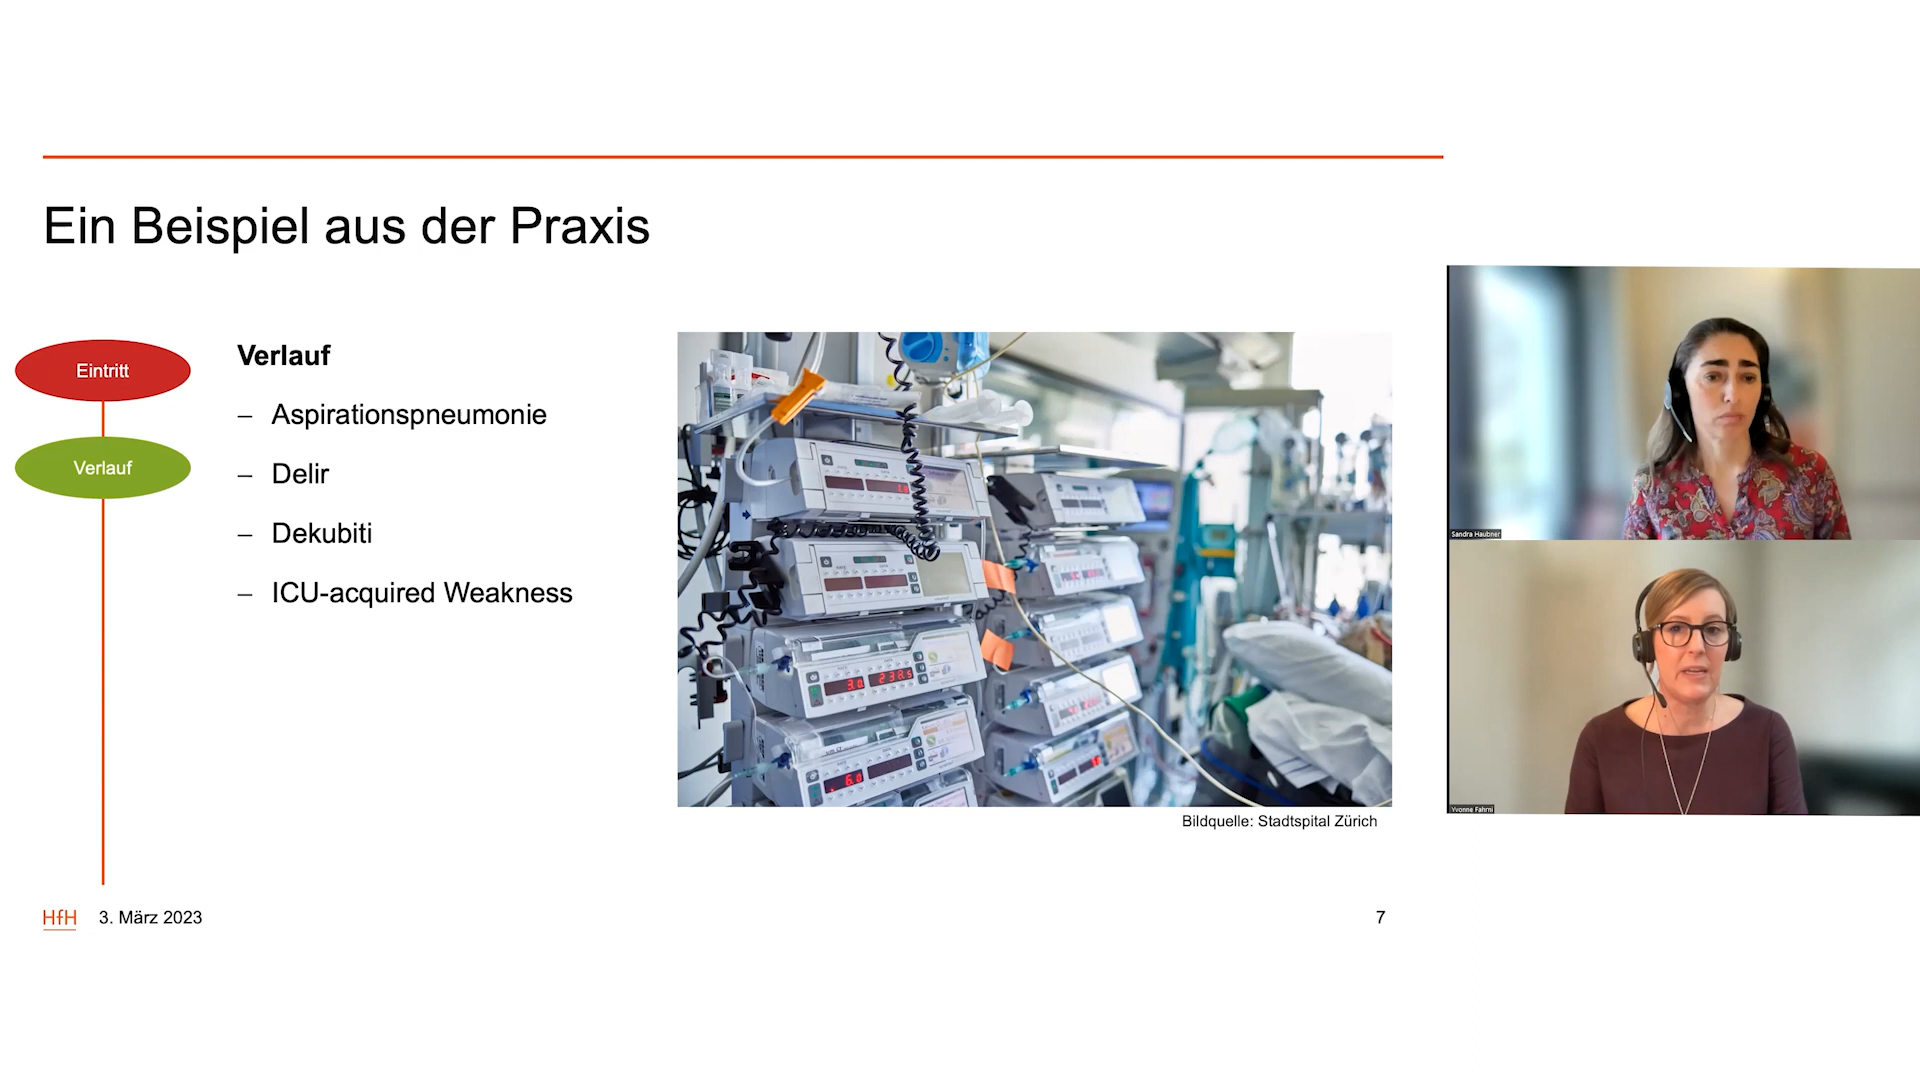 Ein Beispiel aus der Praxis
Eintritt
Verlauf
Verlauf
– Aspirationspneumonie
– Delir
– Dekubiti
– ICU-acquired Weakness
Bildquelle: Stadtspital Zürich
Sandra Haubner
Yvonne Fahrni
HfH 3. März 2023
7